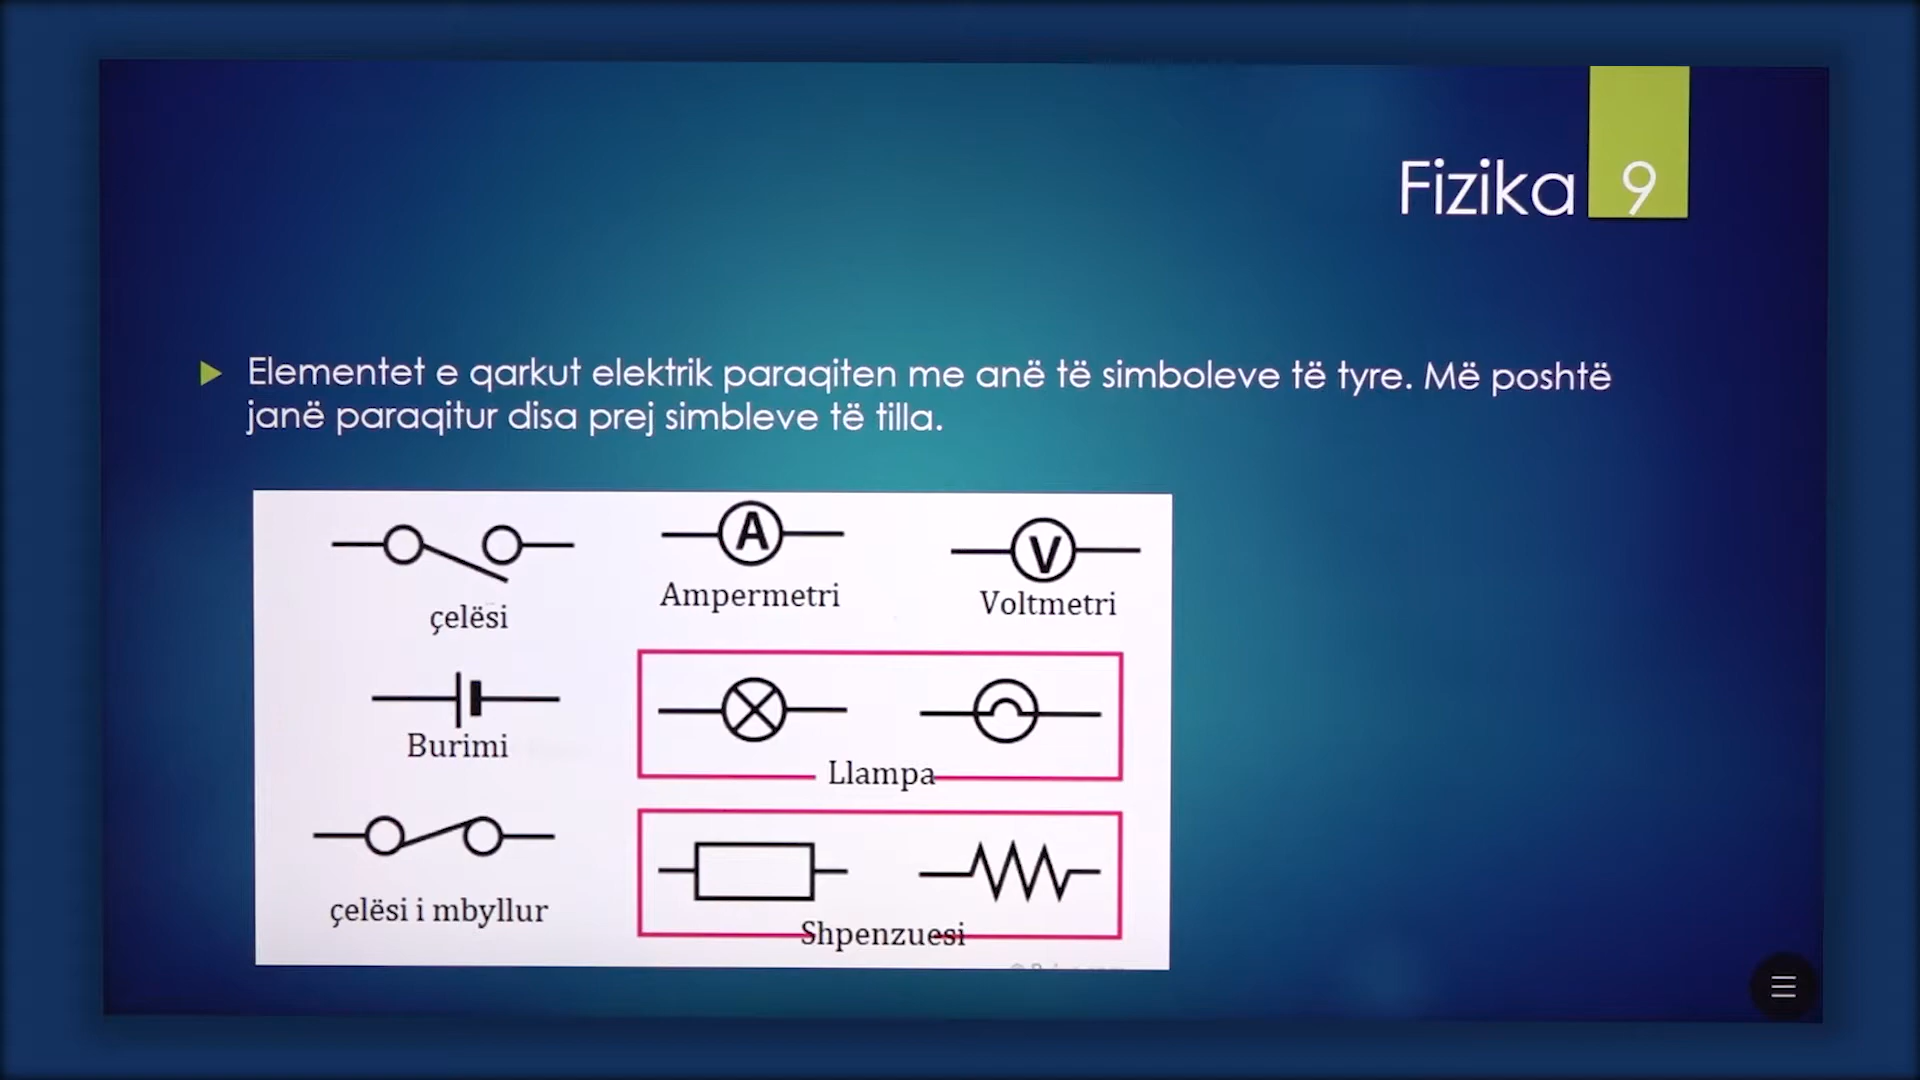 Fizika 9
Elementet e qarkut elektrik paraqiten me anë të simboleve të tyre. Më poshtë
janë paraqitur disa prej simbleve të tilla.
A
V
çelësi
Ampermetri
Voltmetri
Burimi
Llampa
çelësi i mbyllur
Shpenzuesi